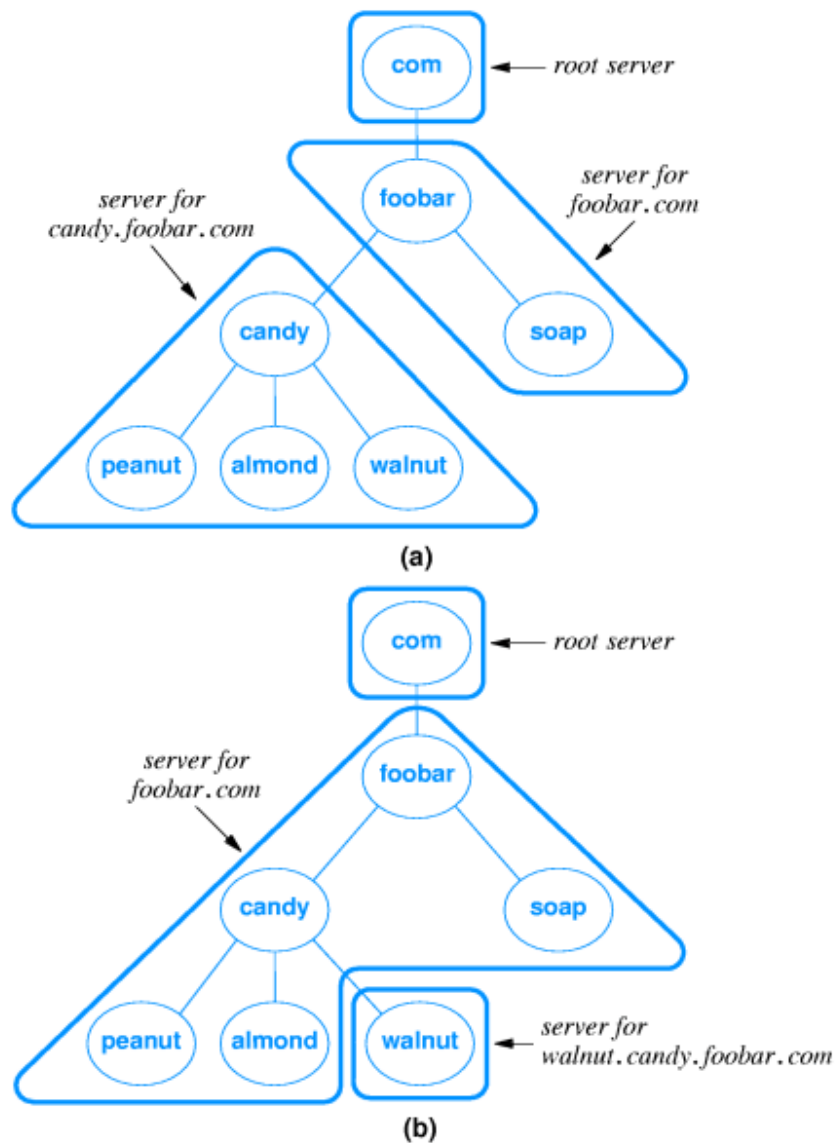 com
root server
foobar
server for
foobar.com
server for
candy.foobar.com
candy
soap
peanut
almond
walnut
(a)
com
root server
server for
foobar.com
foobar
candy
soap
peanut
almond
walnut
server for
walnut.candy.foobar.com
(b)